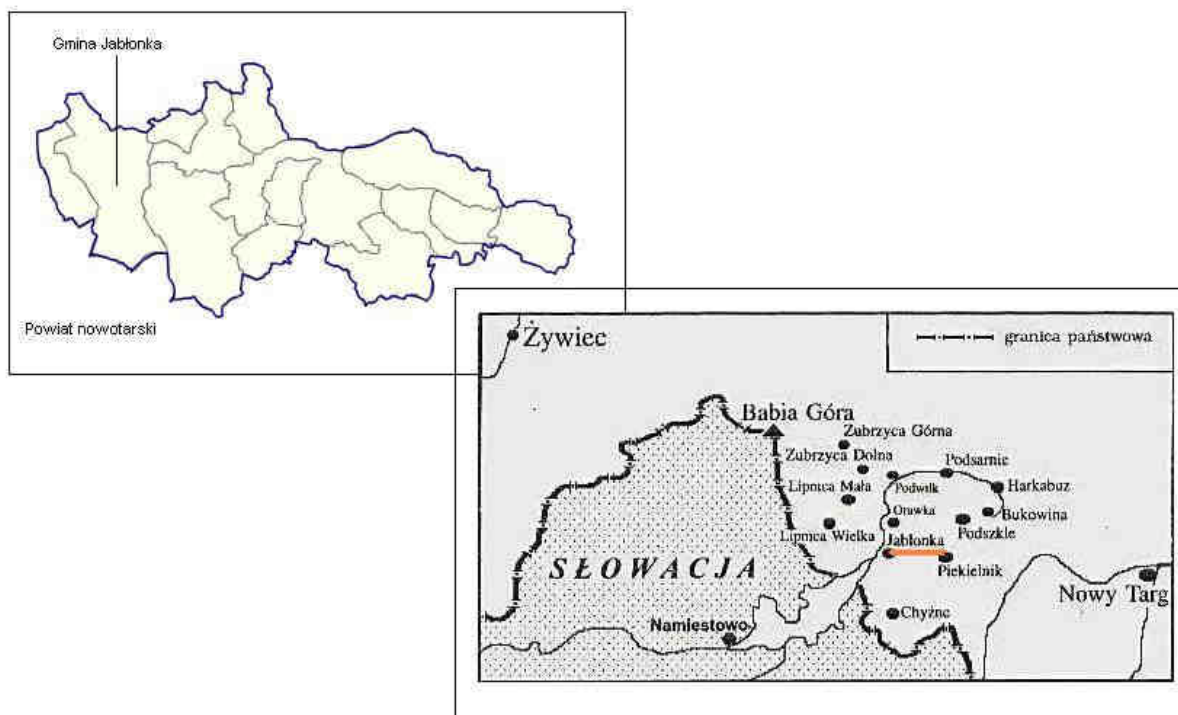 Gmina Jabłonka
Powiat nowotarski
Żywiec
granica państwowa
Babia Góra
Zubrzyca Górna
Zubrzyca Dolna
Podsarnie
Lipnica Mała
Podwilk
Harkabuz
Orawka
Bukowina
Lipnica Wielka
Podszkle
Jabłonka
SŁOWACJA
Piekielnik
Nowy Targ
Chyżne
Namiestowo